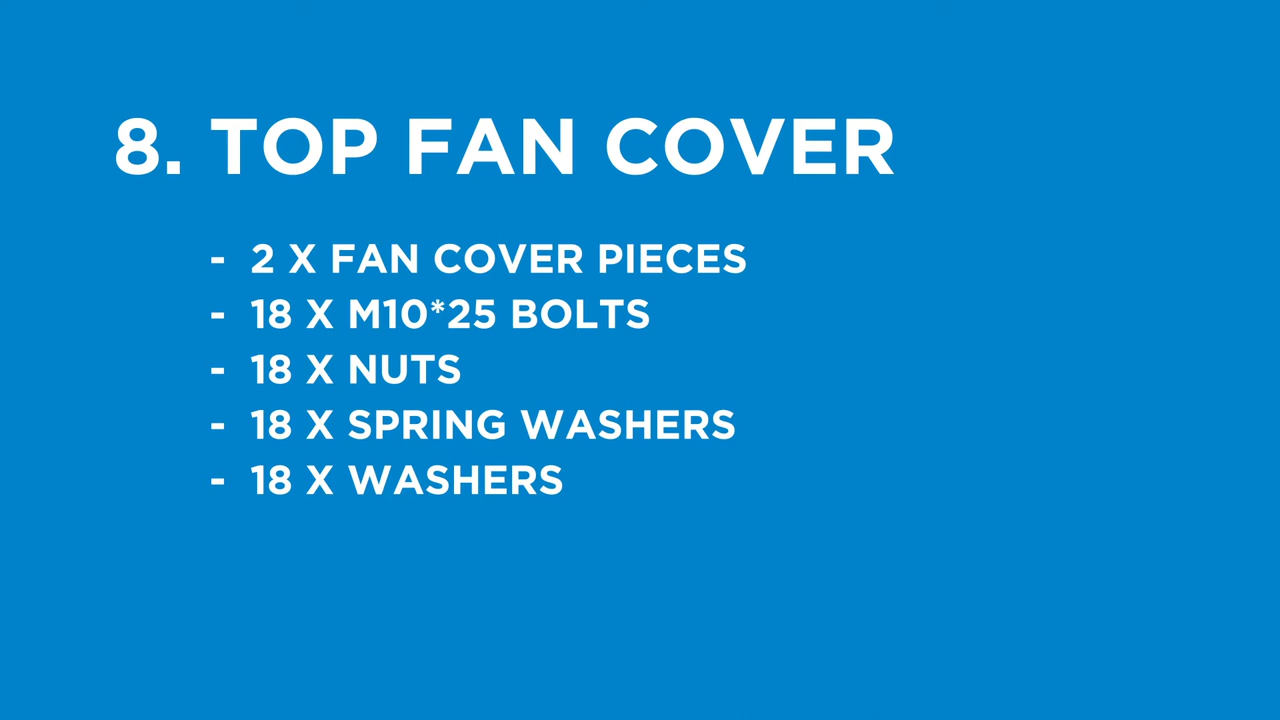 8. TOP FAN COVER
- 2 X FAN COVER PIECES
- 18 X M10*25 BOLTS
- 18 X NUTS
- 18 X SPRING WASHERS
- 18 X WASHERS